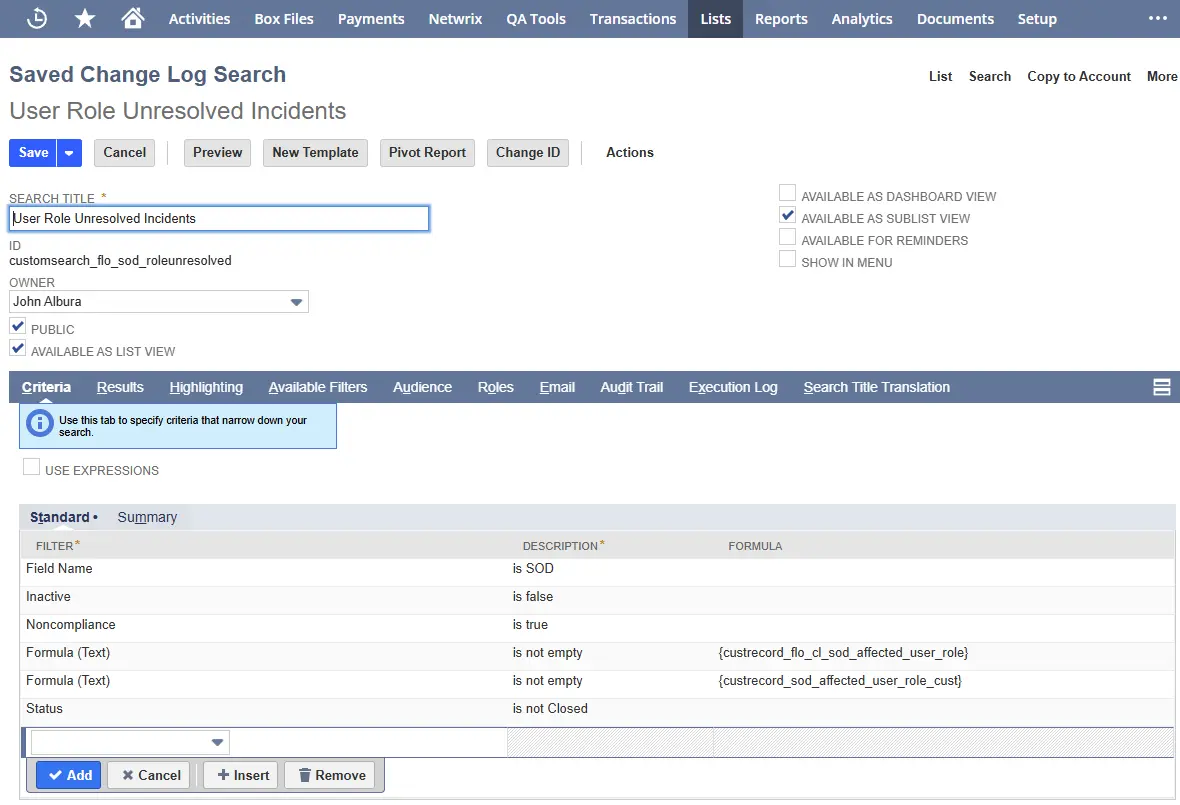 Activities Box Files Payments Netwrix QA Tools Transactions Lists Reports Analytics Documents Setup
Saved Change Log Search
List Search Copy to Account More
User Role Unresolved Incidents
Save Cancel Preview New Template Pivot Report Change ID Actions
SEARCH TITLE *
User Role Unresolved Incidents
ID
customsearch_flo_sod_roleunresolved
OWNER
John Albura
PUBLIC
AVAILABLE AS LIST VIEW
AVAILABLE AS DASHBOARD VIEW
AVAILABLE AS SUBLIST VIEW
AVAILABLE FOR REMINDERS
SHOW IN MENU
Criteria Results Highlighting Available Filters Audience Roles Email Audit Trail Execution Log Search Title Translation
Use this tab to specify criteria that narrow down your
search.
USE EXPRESSIONS
Standard • Summary
FILTER * DESCRIPTION * FORMULA
Field Name is SOD
Inactive is false
Noncompliance is true
Formula (Text) is not empty {custrecord_flo_cl_sod_affected_user_role}
Formula (Text) is not empty {custrecord_sod_affected_user_role_cust}
Status is not Closed
Add Cancel Insert Remove